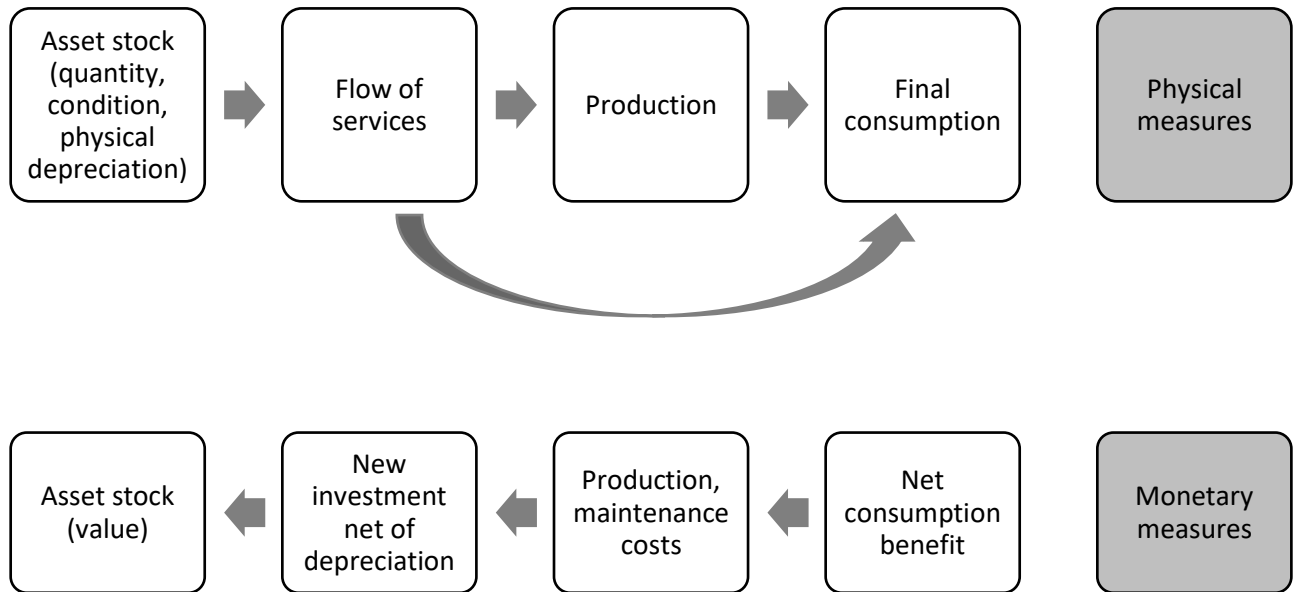 Asset stock
(quantity,
condition,
physical
depreciation)
Flow of
services
Production
Final
consumption
Physical
measures
Asset stock
(value)
New
investment
net of
depreciation
Production,
maintenance
costs
Net
consumption
benefit
Monetary
measures